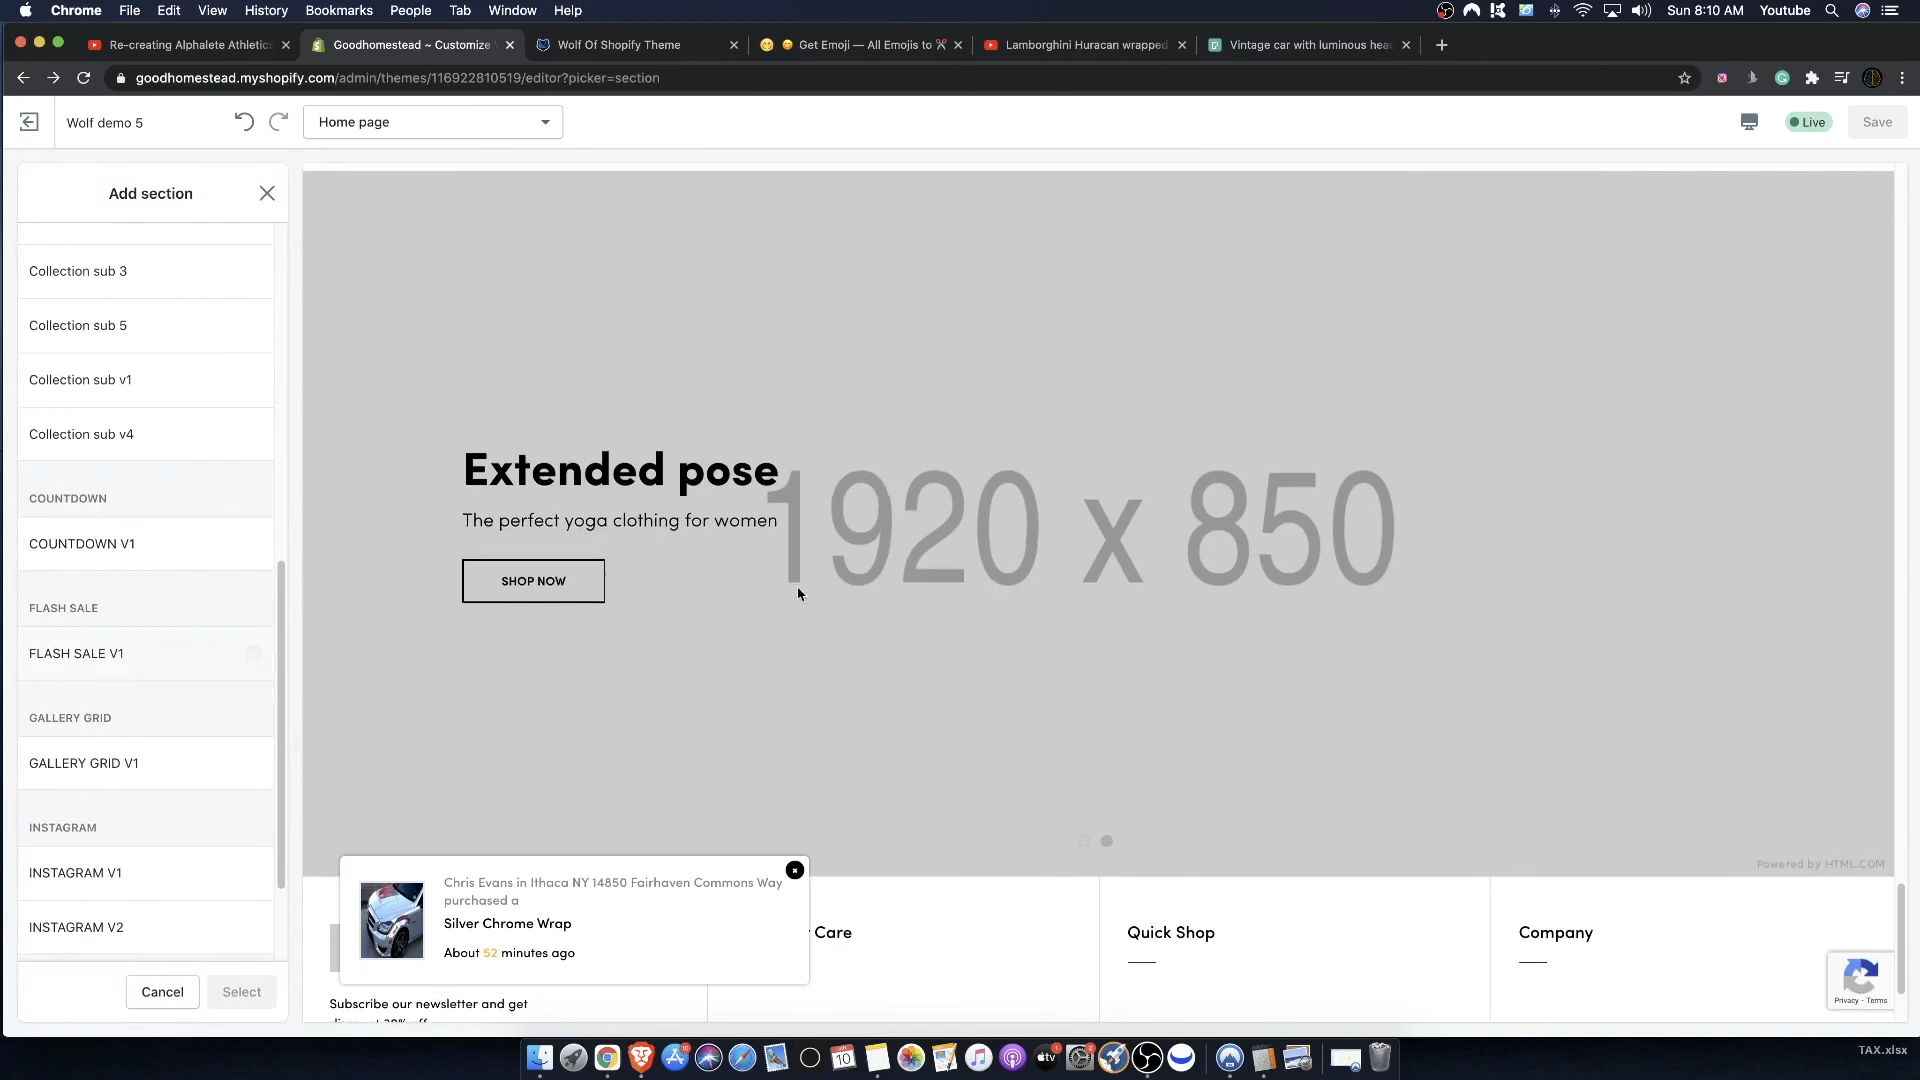 Chrome File Edit View History Bookmarks People Tab Window Help
Sun 8:10 AM Youtube
Re-creating Alphalete Athletics
Goodhomestead ~ Customize
Wolf Of Shopify Theme
Get Emoji — All Emojis to
Lamborghini Huracan wrapped
Vintage car with luminous hea
goodhomestead.myshopify.com/admin/themes/116922810519/editor?picker=section
Wolf demo 5
Home page
Live
Save
Add section
Collection sub 3
Collection sub 5
Collection sub v1
Collection sub v4
COUNTDOWN
COUNTDOWN V1
FLASH SALE
FLASH SALE V1
GALLERY GRID
GALLERY GRID V1
INSTAGRAM
INSTAGRAM V1
INSTAGRAM V2
Cancel
Select
Extended pose
The perfect yoga clothing for women
SHOP NOW
1920 x 850
Powered by HTML.COM
Chris Evans in Ithaca NY 14850 Fairhaven Commons Way
purchased a
Silver Chrome Wrap
About 52 minutes ago
Care
Quick Shop
Company
Subscribe our newsletter and get
Privacy - Terms
TAX.xlsx